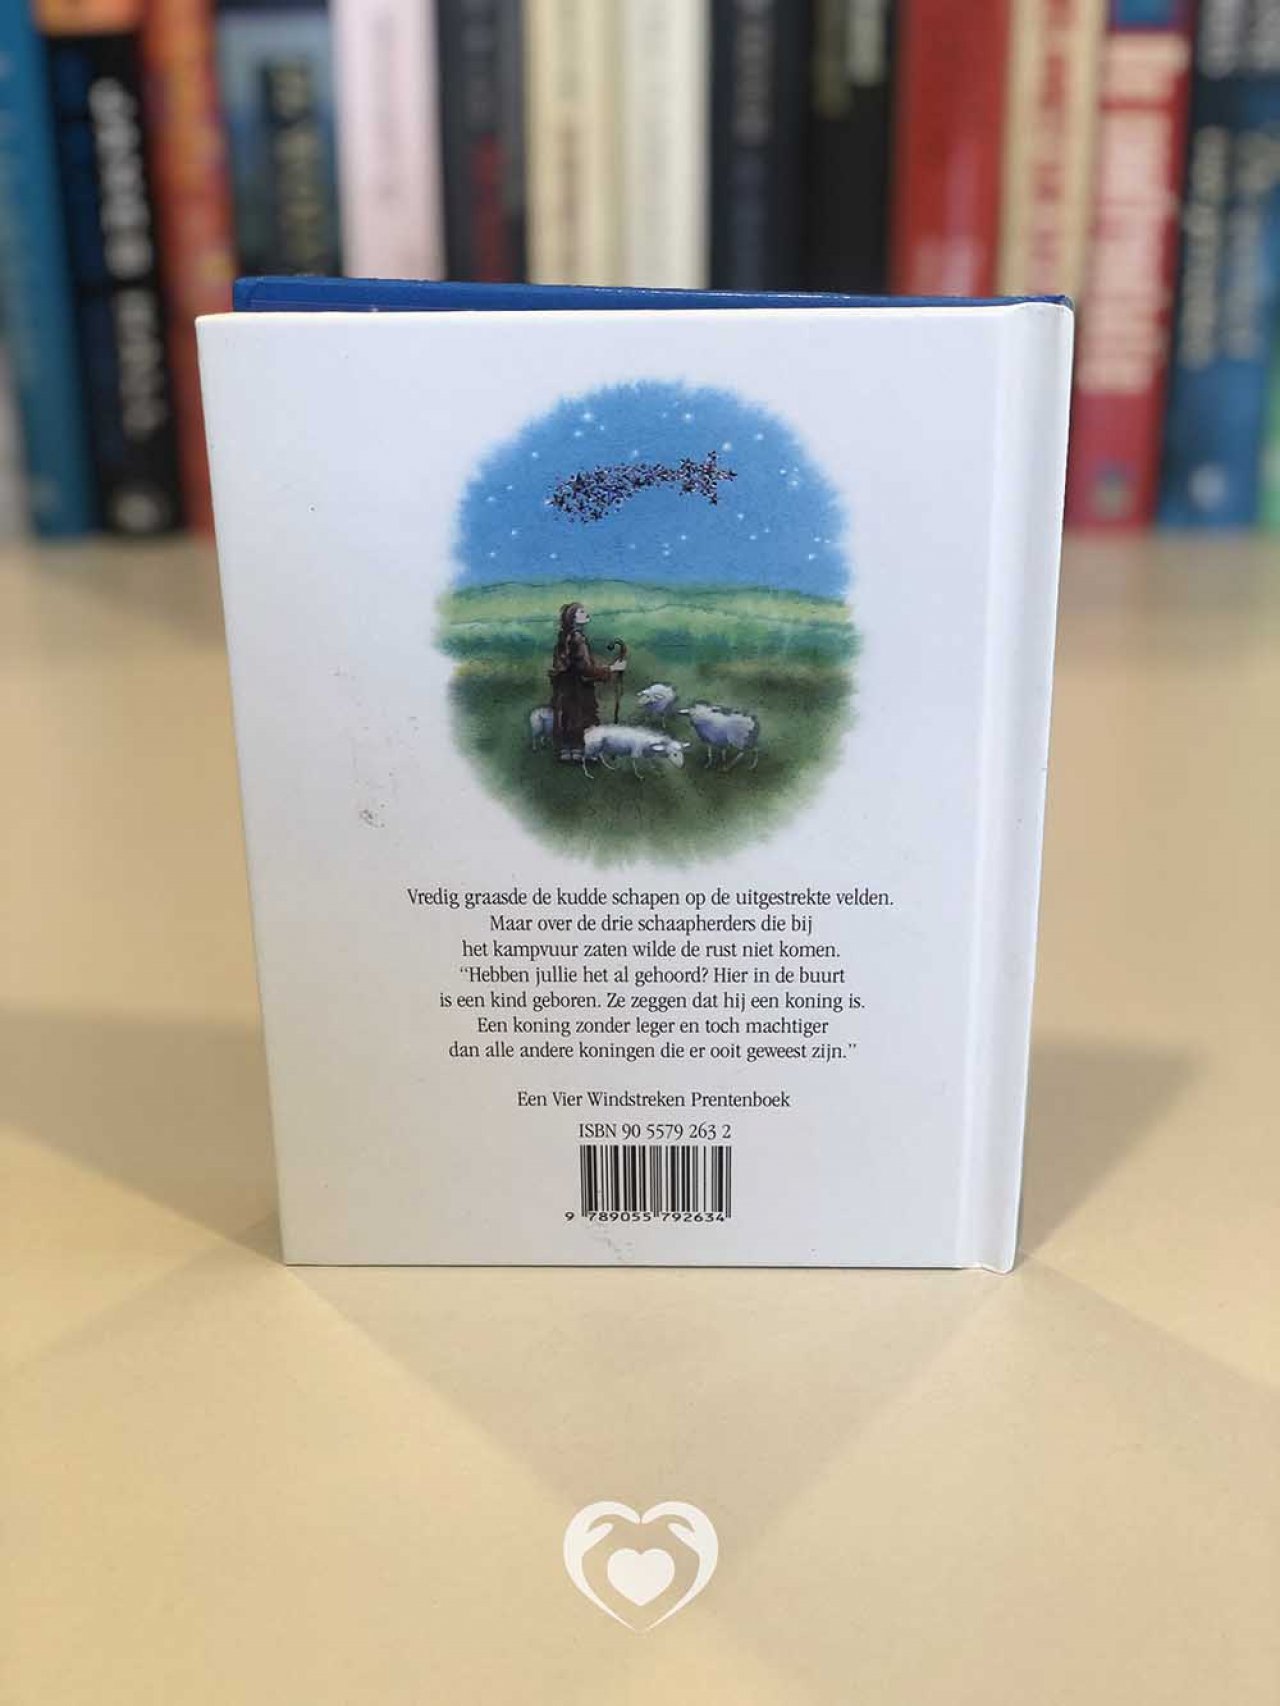 Vredig graasde de kudde schapen op de uitgestrekte velden.
Maar over de drie schaapherders die bij
het kampvuur zaten wilde de rust niet komen.
“Hebben jullie het al gehoord? Hier in de buurt
is een kind geboren. Ze zeggen dat hij een koning is.
Een koning zonder leger en toch machtiger
dan alle andere koningen die er ooit geweest zijn.”
Een Vier Windstreken Prentenboek
ISBN 90 5579 263 2
9 789055 792634